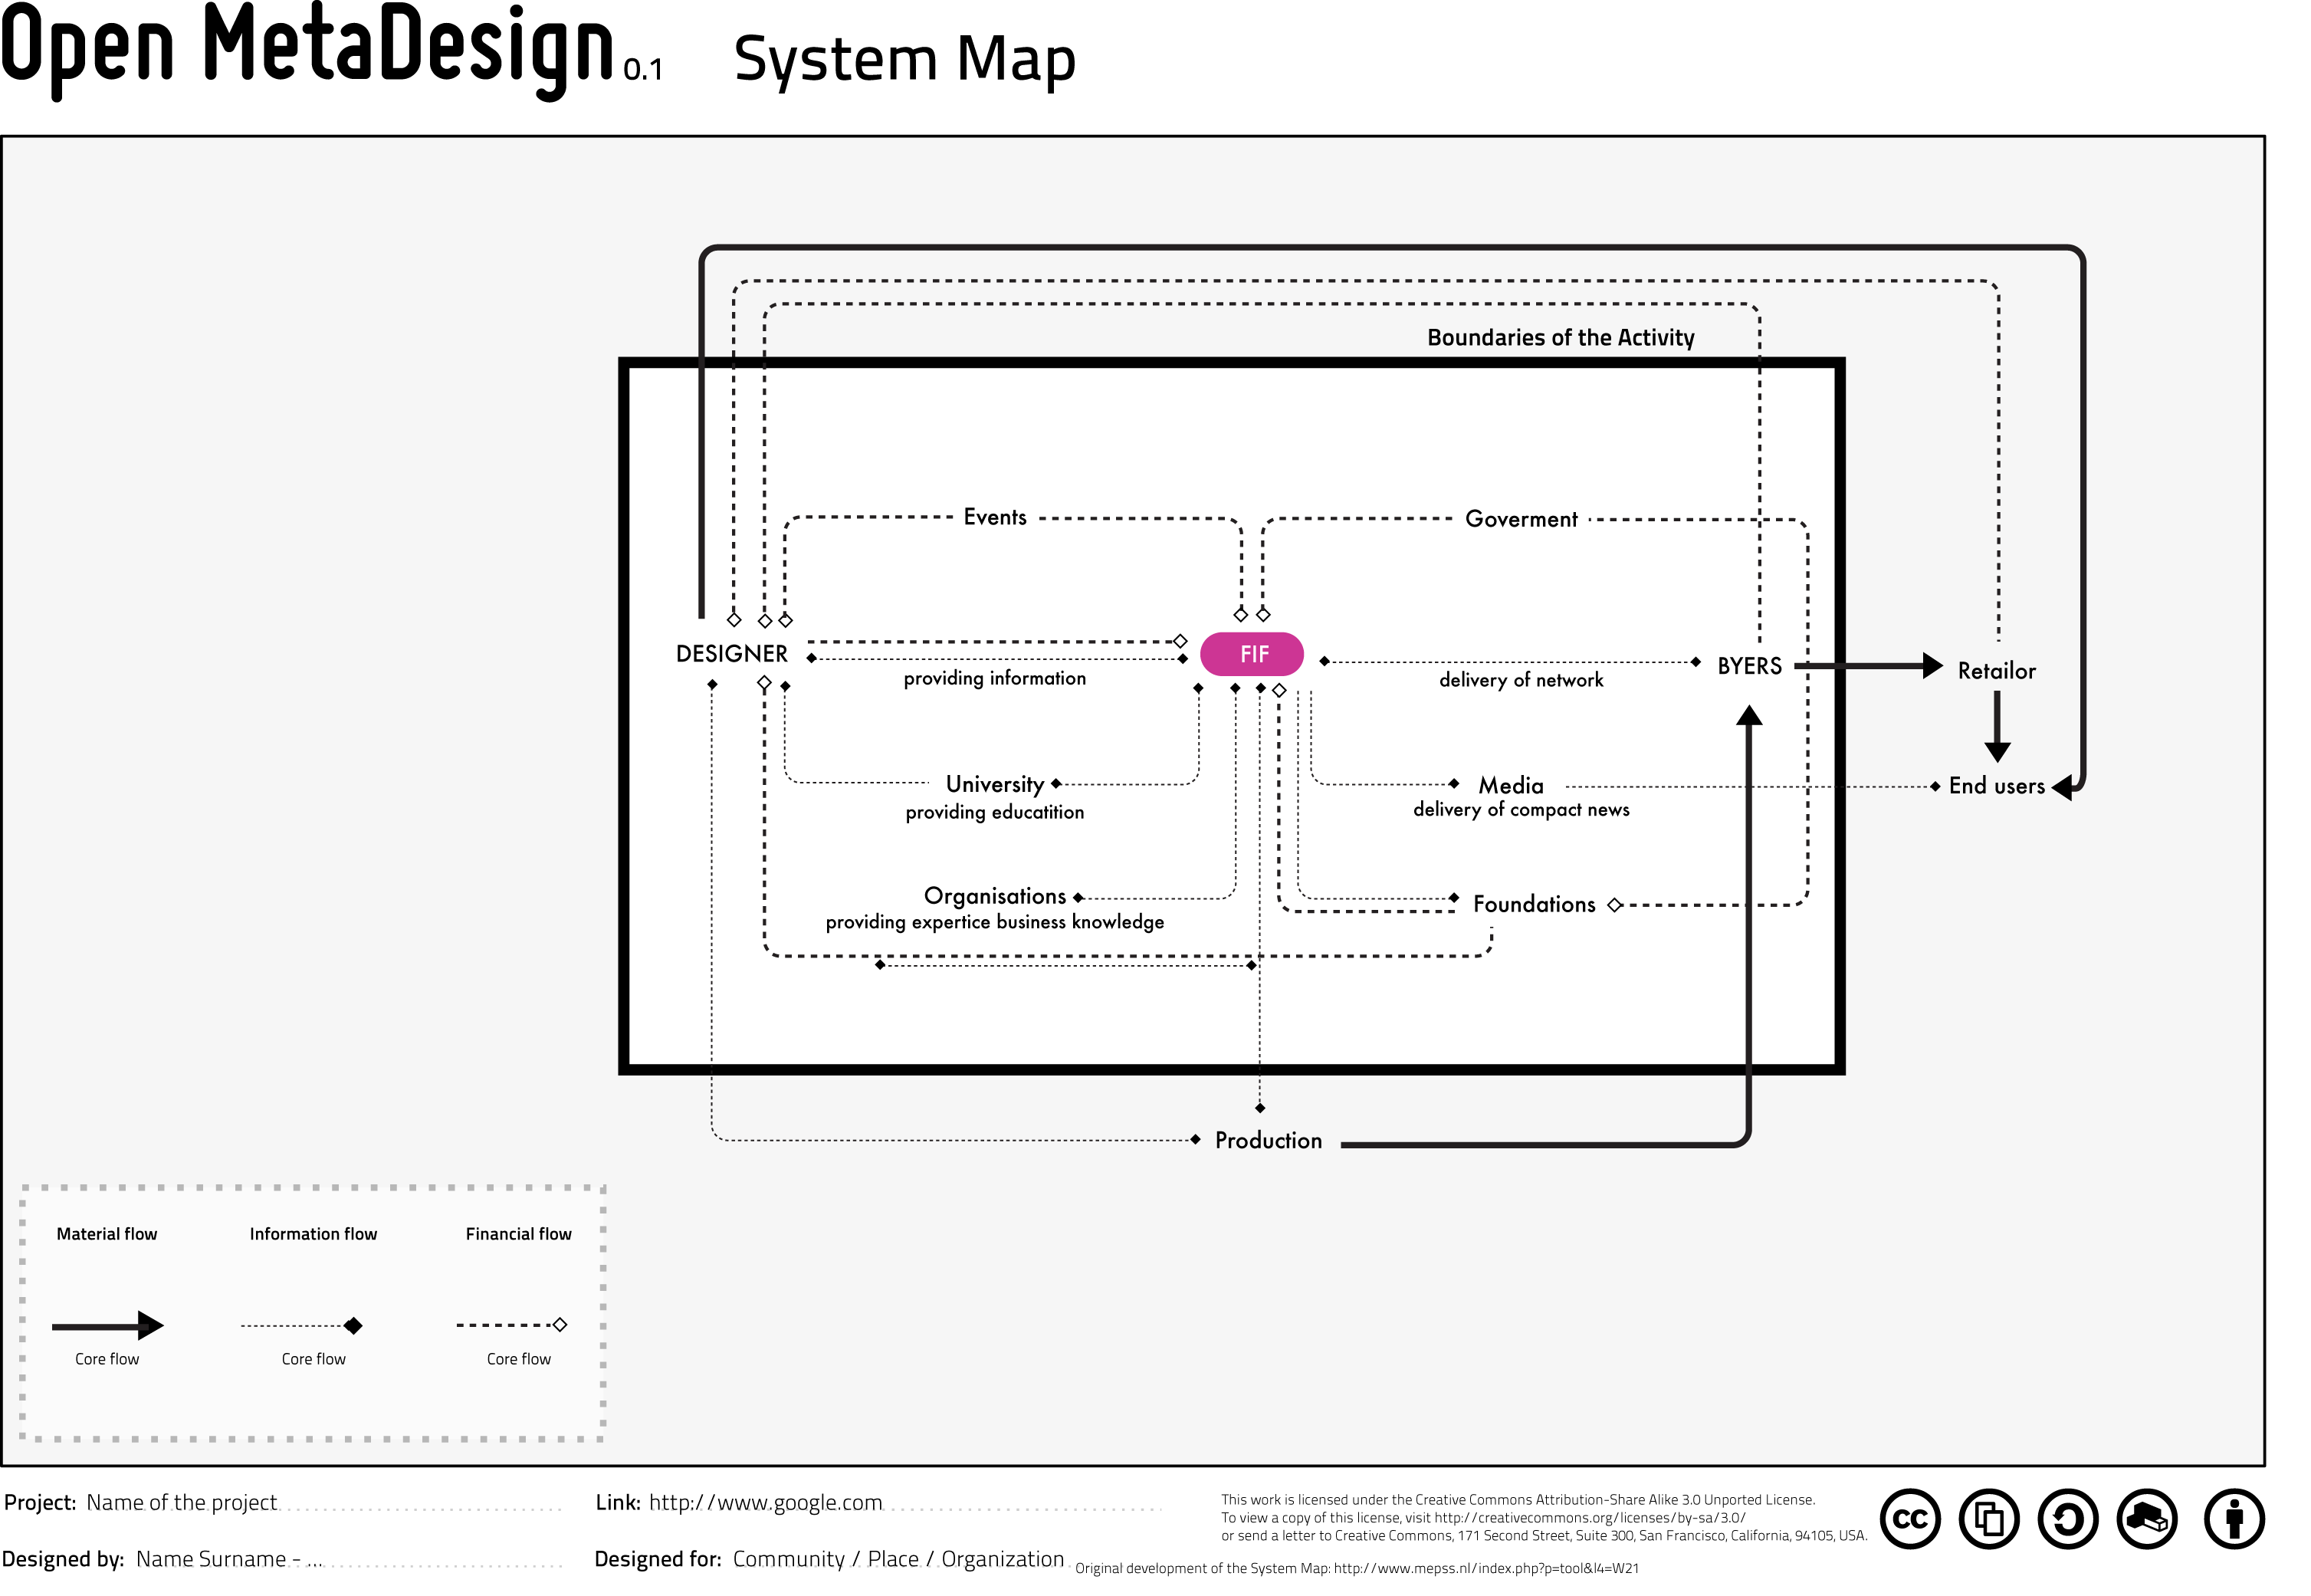 Open MetaDesign 0.1 System Map
Boundaries of the Activity
Events
Goverment
DESIGNER
FIF
BYERS
Retailor
providing information
delivery of network
University
providing educatition
Media
delivery of compact news
End users
Organisations
providing expertice business knowledge
Foundations
Production
Material flow
Information flow
Financial flow
Core flow
Core flow
Core flow
Project: Name of the project
Link: http://www.google.com
Designed by: Name Surname - ...
Designed for: Community / Place / Organization
This work is licensed under the Creative Commons Attribution-Share Alike 3.0 Unported License.
To view a copy of this license, visit http://creativecommons.org/licenses/by-sa/3.0/
or send a letter to Creative Commons, 171 Second Street, Suite 300, San Francisco, California, 94105, USA.
Original development of the System Map: http://www.mepss.nl/index.php?p=tool&l4=W21
cc